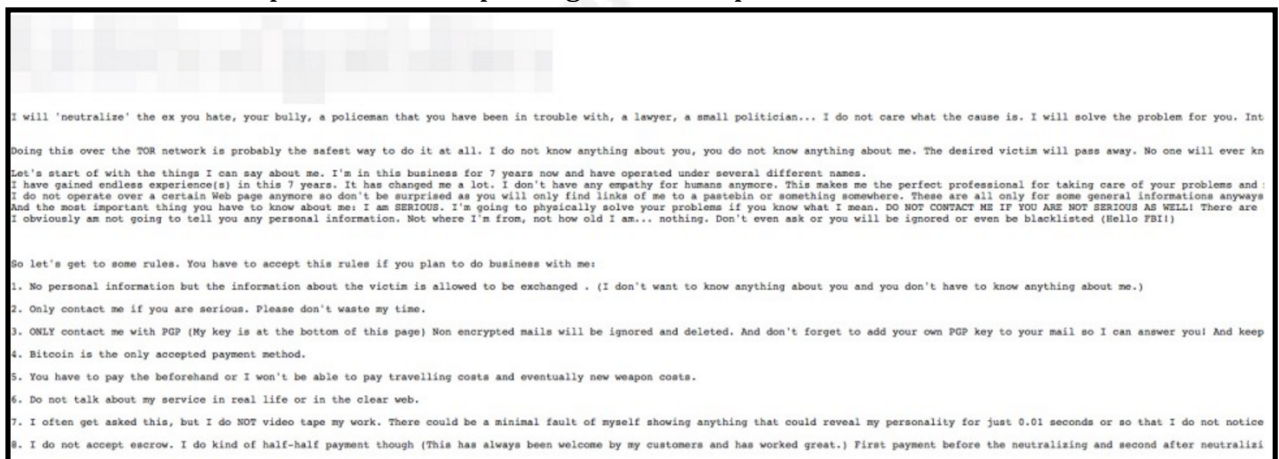 I will 'neutralize' the ex you hate, your bully, a policeman that you have been in trouble with, a lawyer, a small politician... I do not care what the cause is. I will solve the problem for you. Int
Doing this over the TOR network is probably the safest way to do it at all. I do not know anything about you, you do not know anything about me. The desired victim will pass away. No one will ever kn
Let's start of with the things I can say about me. I'm in this business for 7 years now and have operated under several different names.
I have gained endless experience(s) in this 7 years. It has changed me a lot. I don't have any empathy for humans anymore. This makes me the perfect professional for taking care of your problems and
I do not operate over a certain Web page anymore so don't be surprised as you will only find links of me to a pastebin or something somewhere. These are all only for some general informations anyways
And the most important thing you have to know about me: I am SERIOUS. I'm going to physically solve your problems if you know what I mean. DO NOT CONTACT ME IF YOU ARE NOT SERIOUS AS WELL! There are
I obviously am not going to tell you any personal information. Not where I'm from, not how old I am... nothing. Don't even ask or you will be ignored or even be blacklisted (Hello FBI!)
So let's get to some rules. You have to accept this rules if you plan to do business with me:
1. No personal information but the information about the victim is allowed to be exchanged . (I don't want to know anything about you and you don't have to know anything about me.)
2. Only contact me if you are serious. Please don't waste my time.
3. ONLY contact me with PGP (My key is at the bottom of this page) Non encrypted mails will be ignored and deleted. And don't forget to add your own PGP key to your mail so I can answer you! And keep
4. Bitcoin is the only accepted payment method.
5. You have to pay the beforehand or I won't be able to pay travelling costs and eventually new weapon costs.
6. Do not talk about my service in real life or in the clear web.
7. I often get asked this, but I do NOT video tape my work. There could be a minimal fault of myself showing anything that could reveal my personality for just 0.01 seconds or so that I do not notice
8. I do not accept escrow. I do kind of half-half payment though (This has always been welcome by my customers and has worked great.) First payment before the neutralizing and second after neutralizi